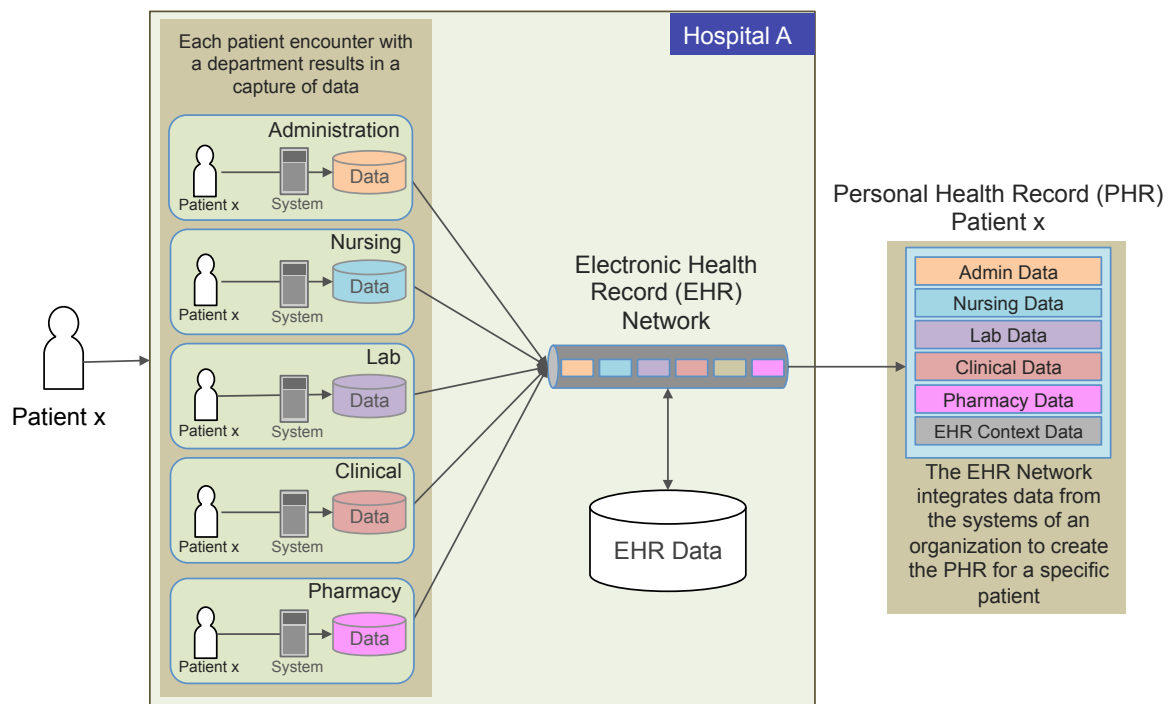 Hospital A
Each patient encounter with
a department results in a
capture of data
Administration
Data
Patient x
System
Nursing
Data
Patient x
System
Lab
Data
Patient x
System
Clinical
Data
Patient x
System
Pharmacy
Data
Patient x
System
Patient x
Electronic Health
Record (EHR)
Network
EHR Data
Personal Health Record (PHR)
Patient x
Admin Data
Nursing Data
Lab Data
Clinical Data
Pharmacy Data
EHR Context Data
The EHR Network
integrates data from
the systems of an
organization to create
the PHR for a specific
patient